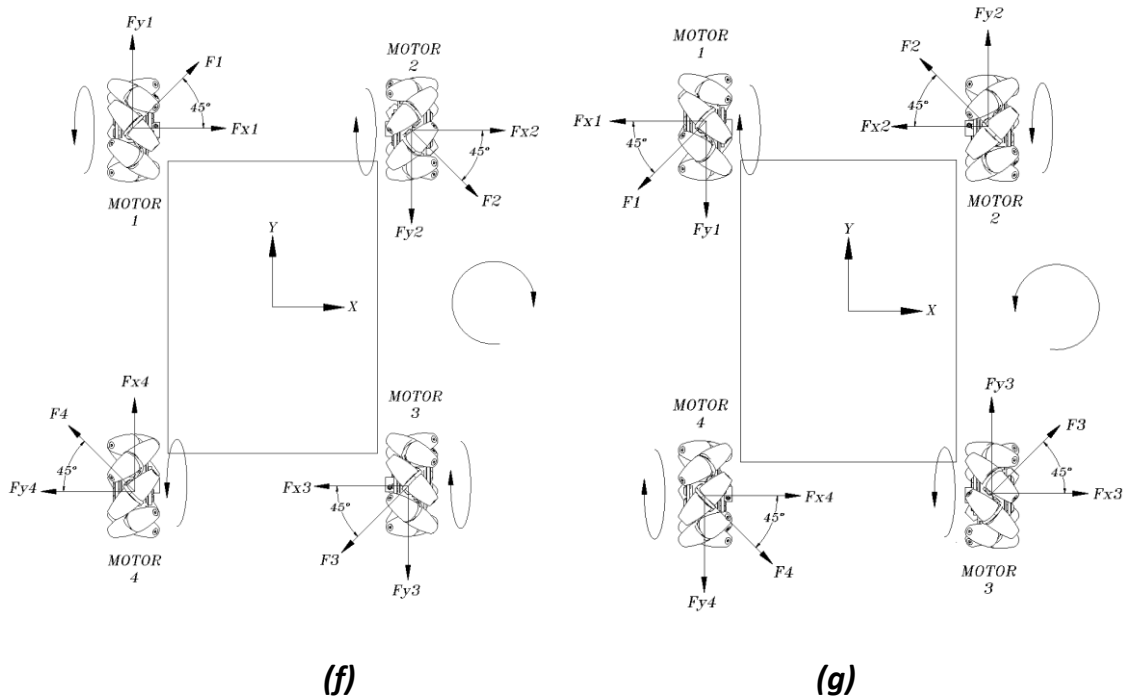 Fy1
F1
45°
Fx1
MOTOR
1
MOTOR
2
Fx2
45°
F2
Fy2
Y
X
Fx4
F4
45°
Fy4
MOTOR
4
MOTOR
3
Fx3
45°
F3
Fy3
(f)
MOTOR
1
Fx1
45°
F1
Fy1
Fy2
F2
45°
Fx2
MOTOR
2
Y
X
MOTOR
4
Fx4
45°
F4
Fy4
Fy3
F3
45°
Fx3
MOTOR
3
(g)